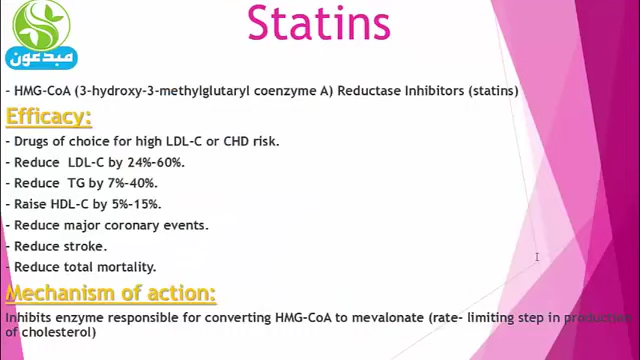 Statins
مبدعون
- HMG-CoA (3-hydroxy-3-methylglutaryl coenzyme A) Reductase Inhibitors (statins)
Efficacy:
- Drugs of choice for high LDL-C or CHD risk.
- Reduce LDL-C by 24%-60%.
- Reduce TG by 7%-40%.
- Raise HDL-C by 5%-15%.
- Reduce major coronary events.
- Reduce stroke.
- Reduce total mortality.
Mechanism of action:
Inhibits enzyme responsible for converting HMG-CoA to mevalonate (rate- limiting step in production
of cholesterol)